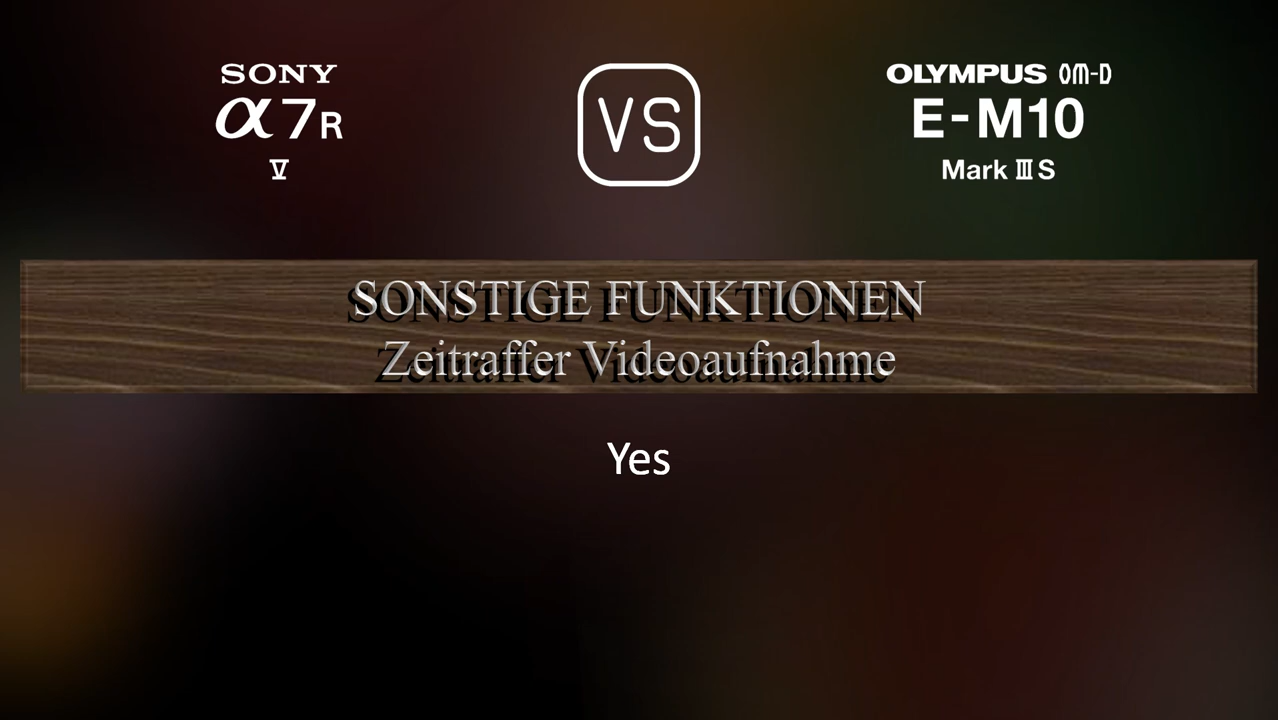 SONY
α7R
V
VS
OLYMPUS OM-D
E-M10
Mark III S
SONSTIGE FUNKTIONEN
Zeitraffer Videoaufnahme
Yes